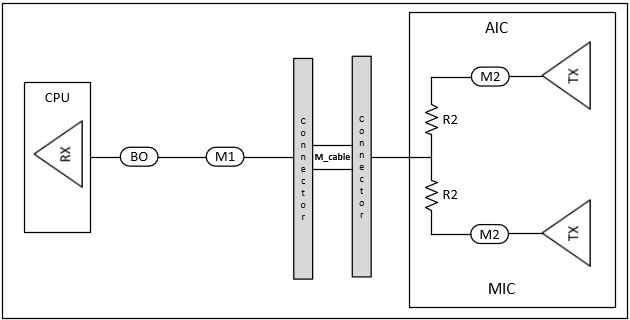 AIC
CPU
RX
BO
M1
connector
M_cable
connector
M2
TX
R2
R2
M2
TX
MIC